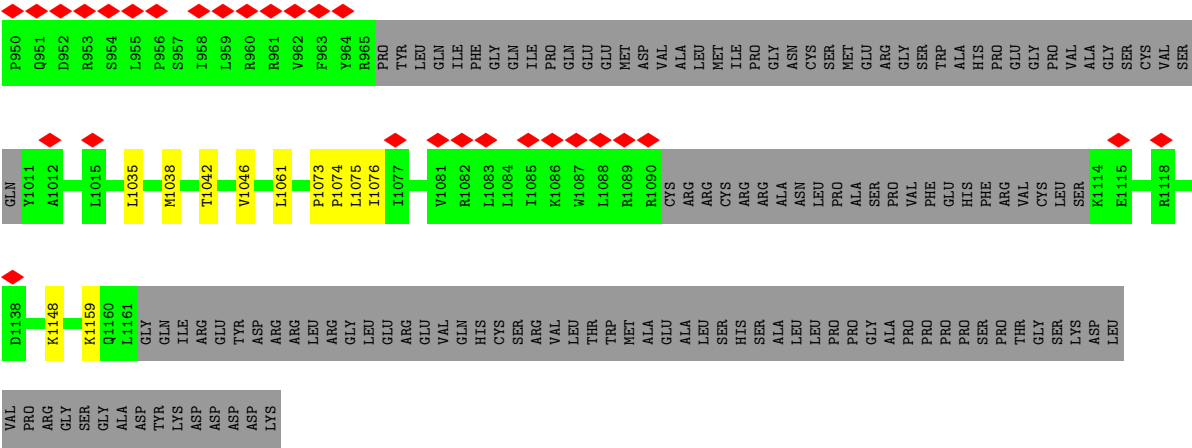 P950 Q951 D952 R953 S954 L955 P956 S957 I958 L959 R960 R961 V962 F963 Y964 R965 PRO TYR LEU GLN ILE PHE GLY GLN ILE PRO GLN GLU GLU MET ASP VAL ALA LEU MET ILE PRO GLY ASN CYS SER MET GLU ARG GLY SER TRP ALA HIS PRO GLU GLY PRO VAL ALA GLY SER CYS VAL SER
GLN Y1011 A1012 L1015 L1035 M1038 T1042 V1046 L1061 P1073 P1074 L1075 I1076 I1077 V1081 R1082 L1083 L1084 I1085 K1086 W1087 L1088 R1089 R1090 CYS ARG ARG CYS ARG ARG ALA ASN LEU PRO ALA SER PRO VAL PHE GLU HIS PHE ARG VAL CYS LEU SER K1114 E1115 R1118
D1138 K1148 K1159 Q1160 L1161 GLY GLN ILE ARG GLU TYR ASP ARG ARG LEU ARG GLY LEU GLU ARG GLU VAL GLN HIS CYS SER ARG VAL LEU THR TRP MET ALA GLU ALA LEU SER HIS SER ALA LEU LEU PRO PRO GLY ALA PRO PRO PRO PRO SER PRO THR GLY SER LYS ASP LEU
VAL PRO ARG GLY SER GLY ALA ASP TYR LYS ASP ASP ASP ASP LYS